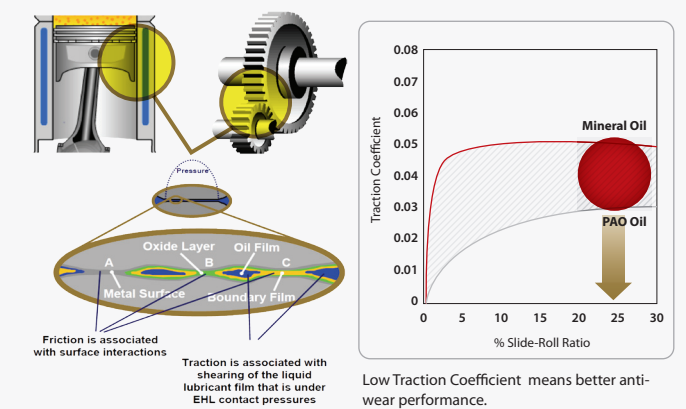 Pressure
Oxide Layer
Oil Film
A
B
C
Metal Surface
Boundary Film
Friction is associated
with surface interactions
Traction is associated with
shearing of the liquid
lubricant film that is under
EHL contact pressures
Traction Coefficient
0.08
0.07
0.06
0.05
0.04
0.03
0.02
0.01
0
Mineral Oil
PAO Oil
0 5 10 15 20 25 30
% Slide-Roll Ratio
Low Traction Coefficient means better anti-
wear performance.